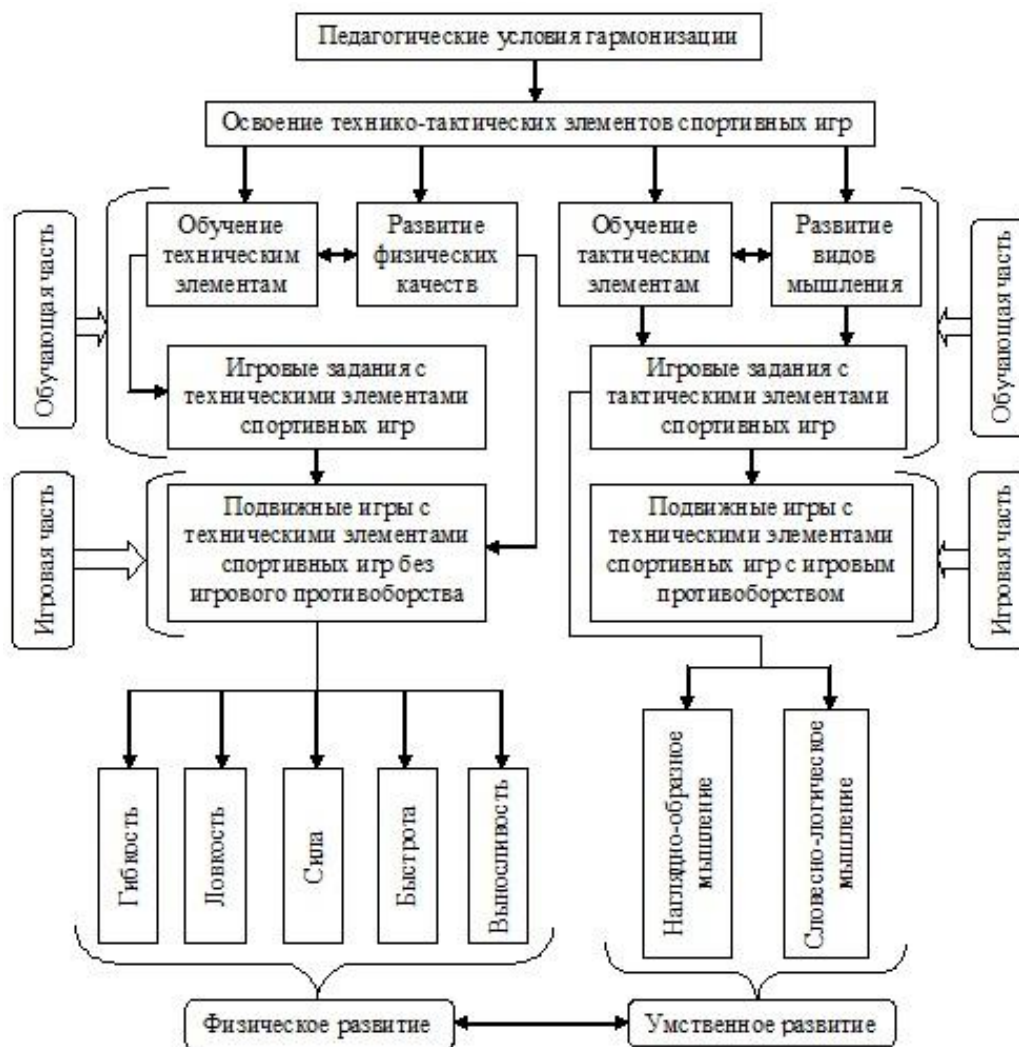 Педагогические условия гармонизации
Освоение технико-тактических элементов спортивных игр
Обучающая часть
Обучение
техническим
элементам
Развитие
физических
качеств
Обучение
тактическим
элементам
Развитие
видов
мышления
Обучающая часть
Игровые задания с
техническими элементами
спортивных игр
Игровые задания с
тактическими элементами
спортивных игр
Игровая часть
Подвижные игры с
техническими элементами
спортивных игр без
игрового противоборства
Подвижные игры с
техническими элементами
спортивных игр с игровым
противоборством
Игровая часть
Гибкость
Ловкость
Сила
Быстрота
Выносливость
Наглядно-образное
мышление
Словесно-логическое
мышление
Физическое развитие
Умственное развитие